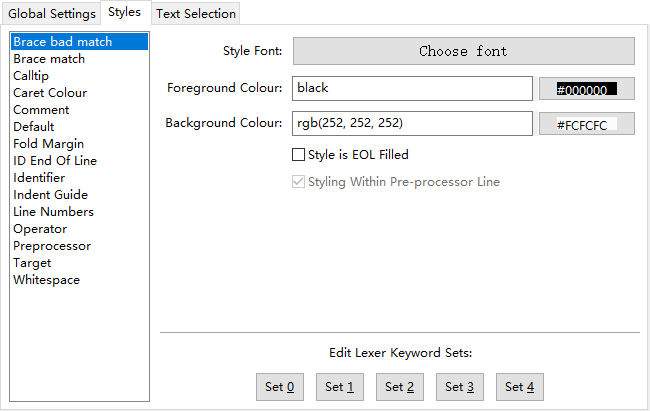 Global Settings Styles Text Selection
Brace bad match
Brace match
Calltip
Caret Colour
Comment
Default
Fold Margin
ID End Of Line
Identifier
Indent Guide
Line Numbers
Operator
Preprocessor
Target
Whitespace
Style Font: Choose font
Foreground Colour: black #000000
Background Colour: rgb(252, 252, 252) #FCFCFC
Style is EOL Filled
Styling Within Pre-processor Line
Edit Lexer Keyword Sets:
Set 0 Set 1 Set 2 Set 3 Set 4